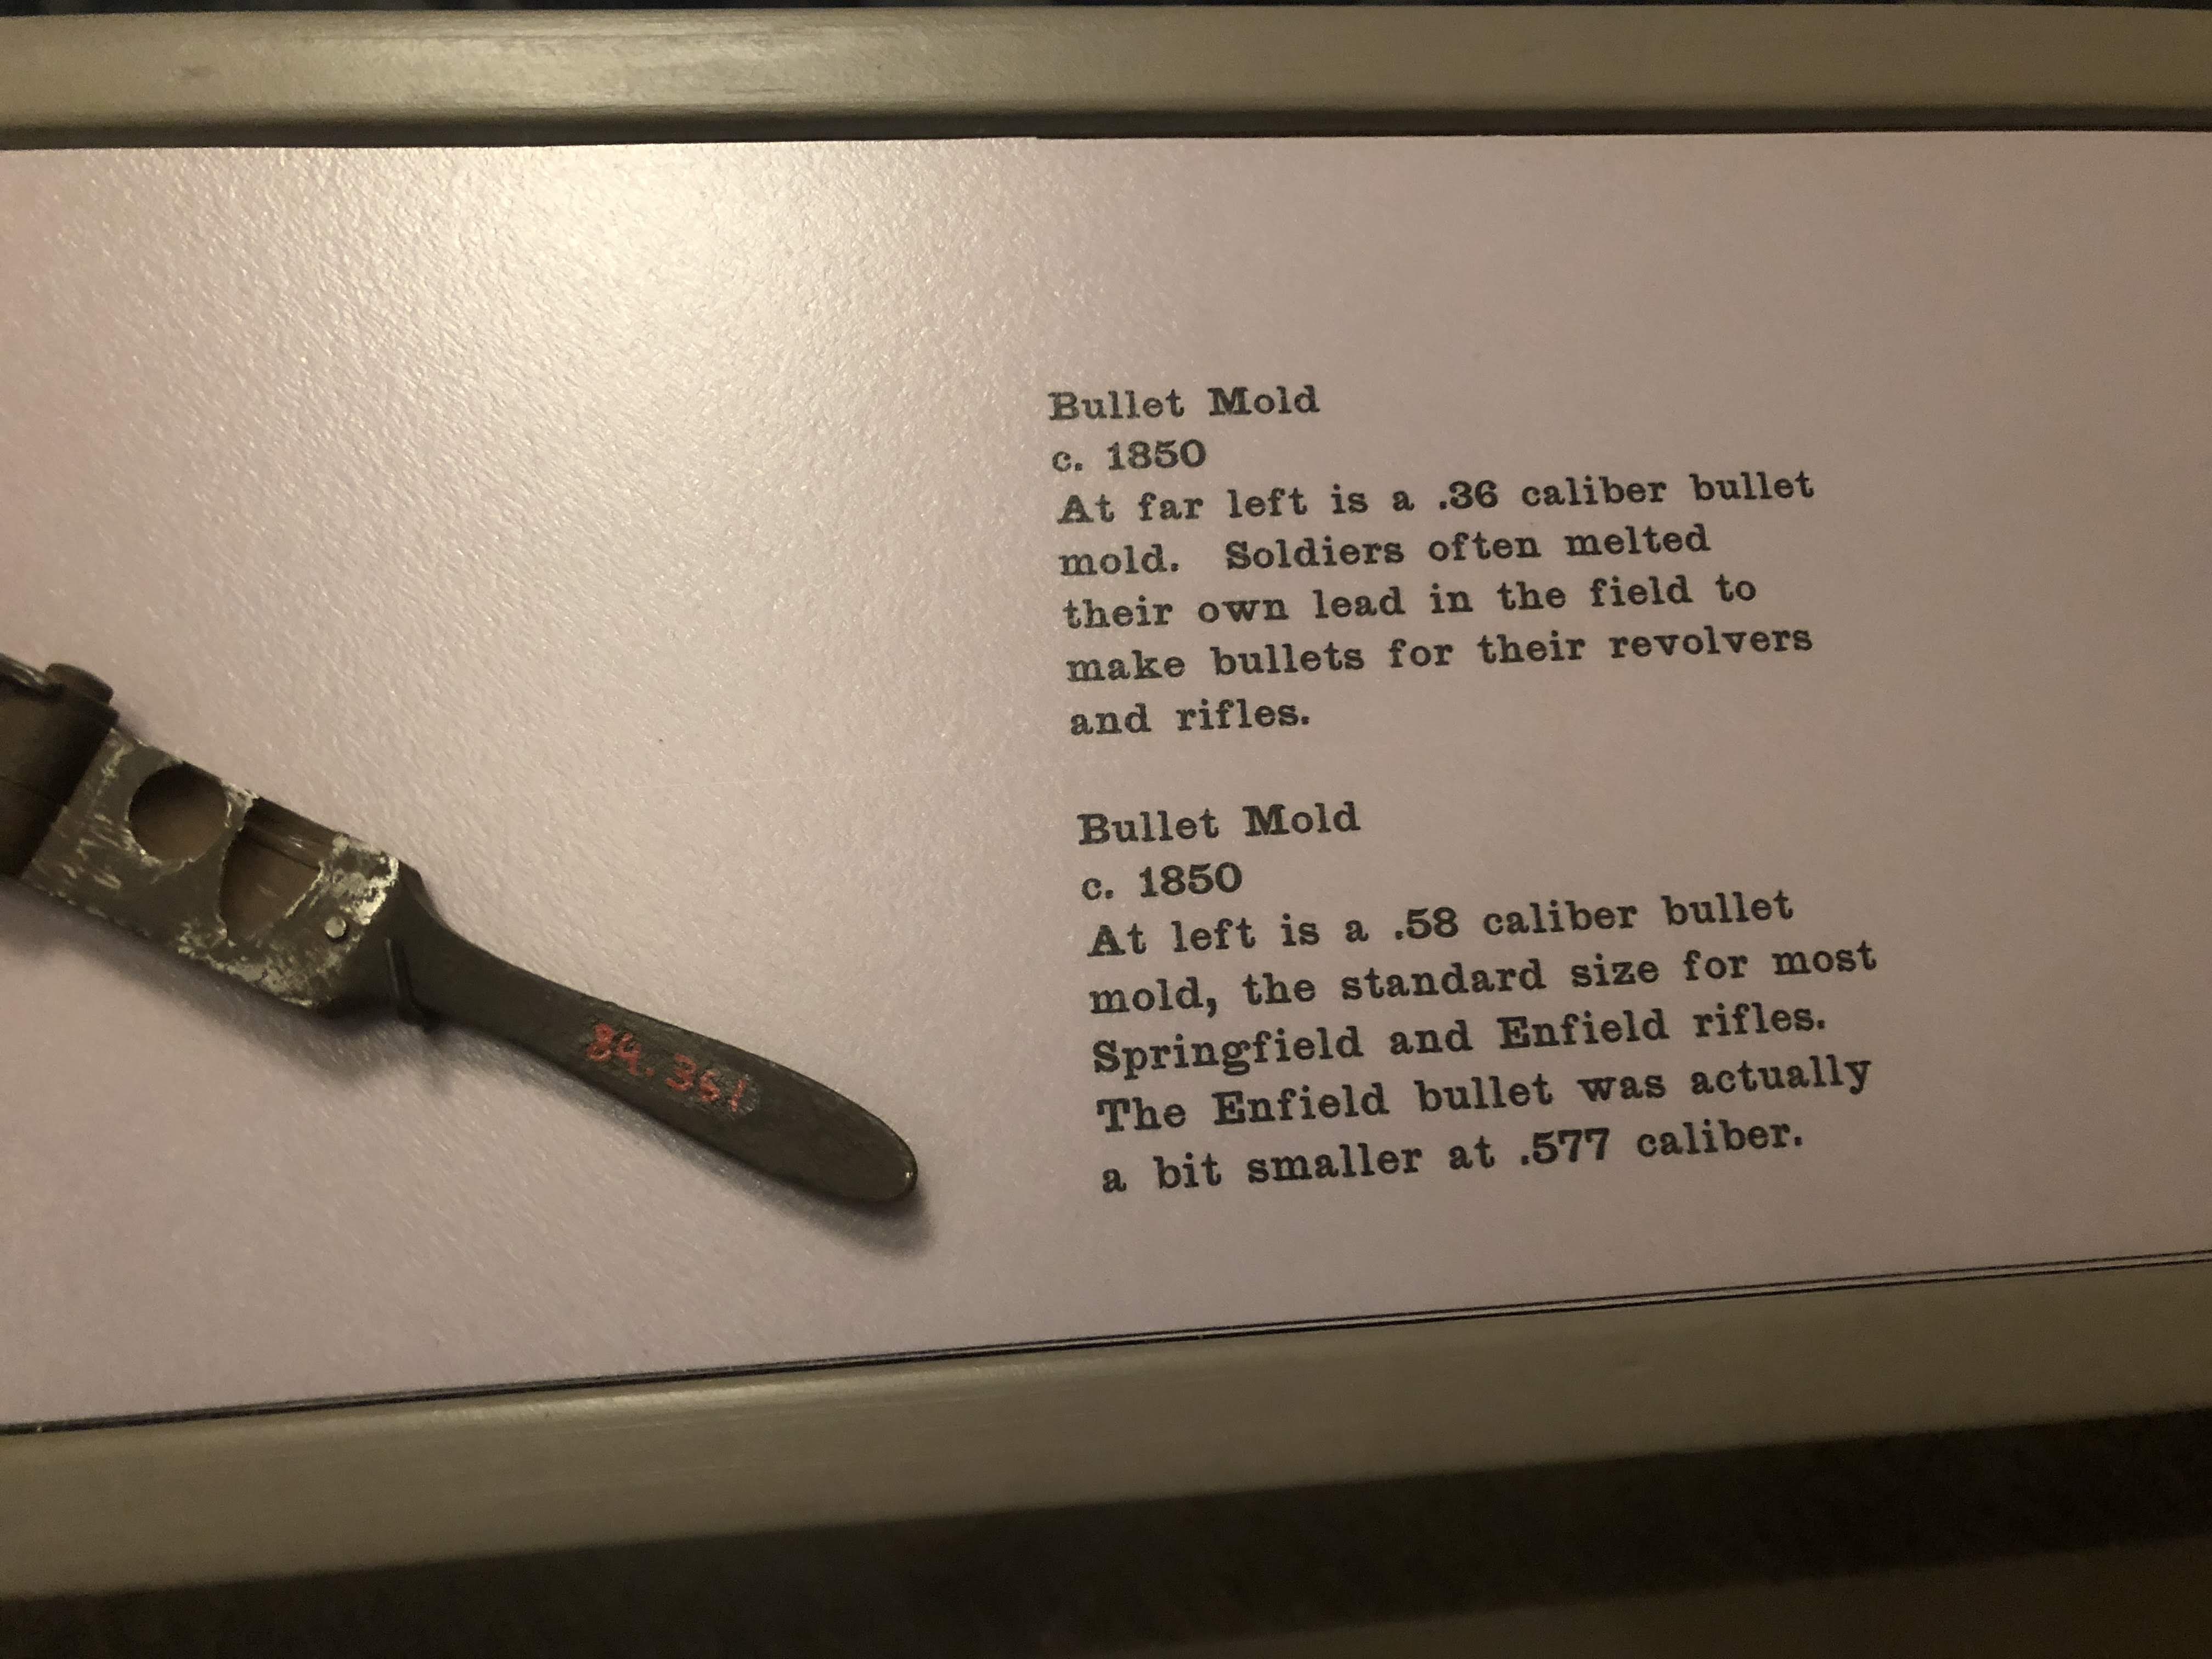 Bullet Mold
c. 1850
At far left is a .36 caliber bullet
mold. Soldiers often melted
their own lead in the field to
make bullets for their revolvers
and rifles.
Bullet Mold
c. 1850
At left is a .58 caliber bullet
mold, the standard size for most
Springfield and Enfield rifles.
The Enfield bullet was actually
a bit smaller at .577 caliber.
89.361